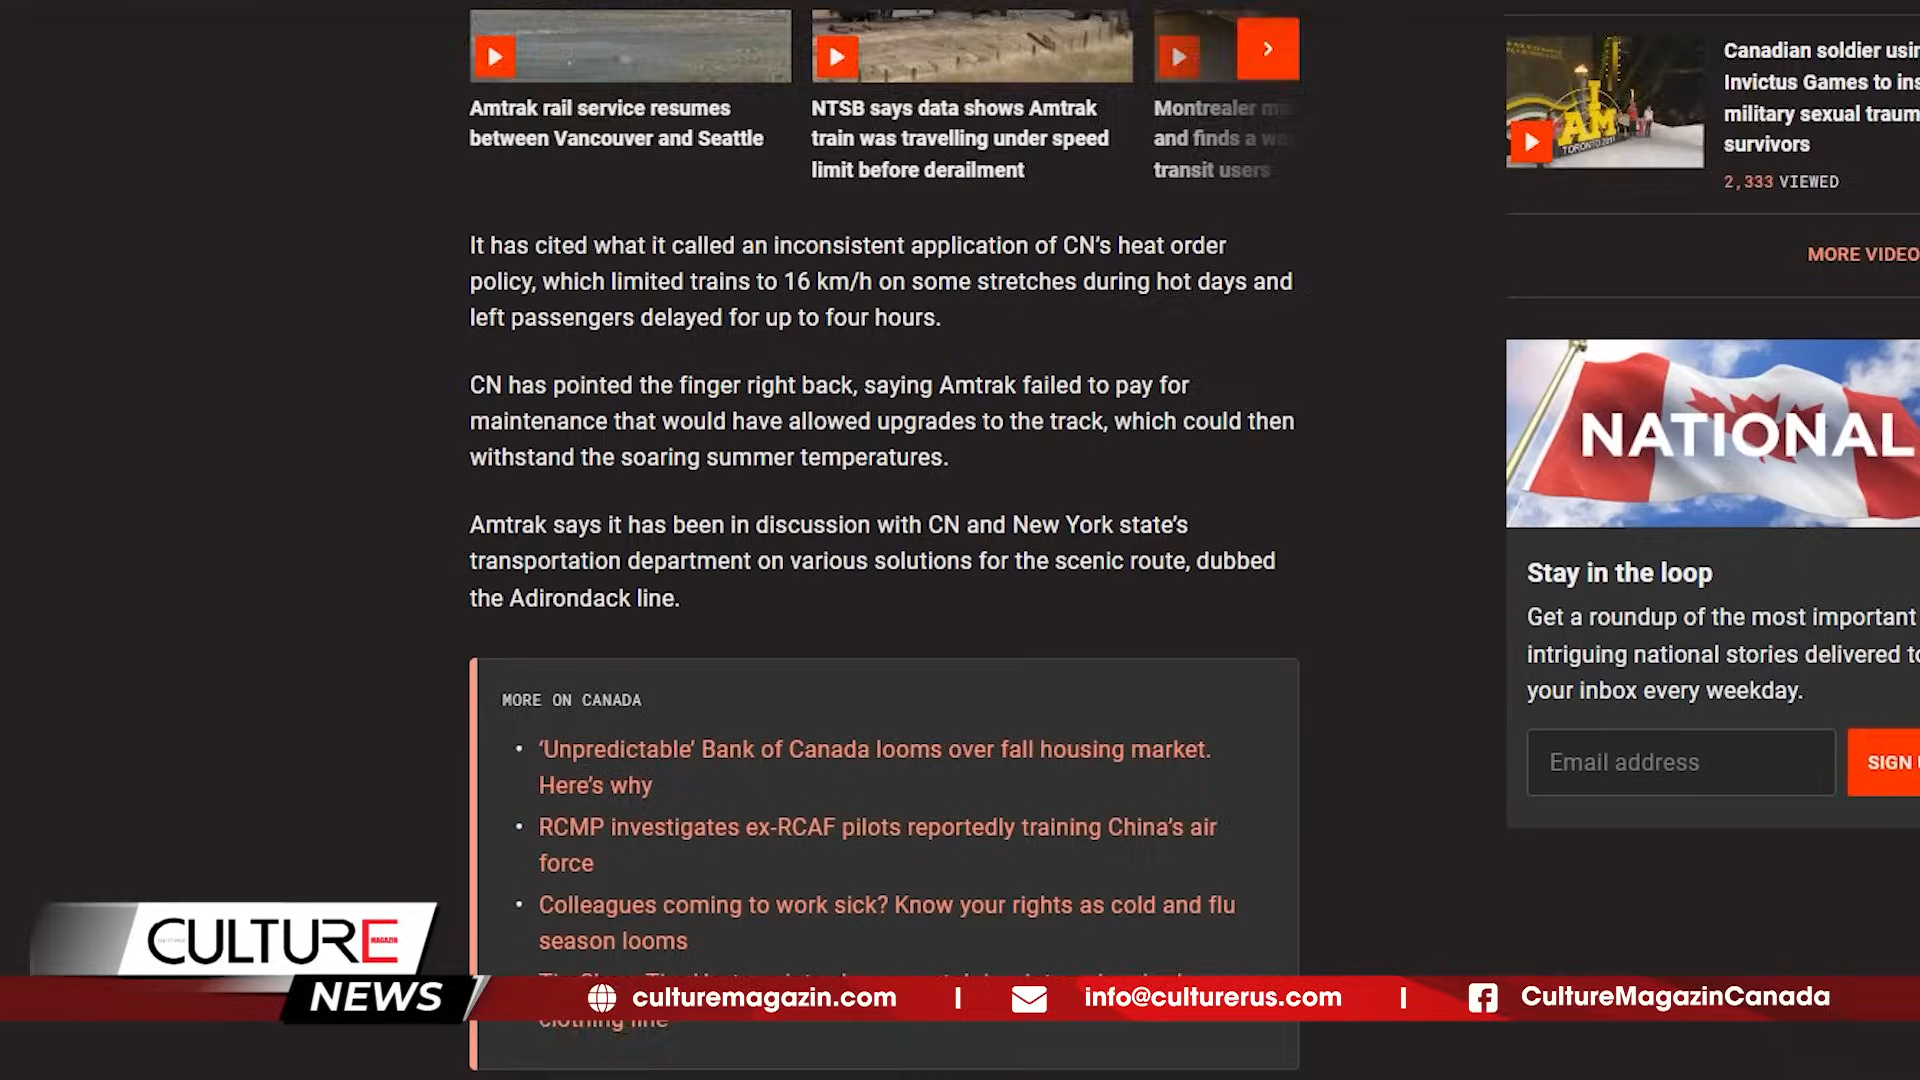 Amtrak rail service resumes
between Vancouver and Seattle
NTSB says data shows Amtrak
train was travelling under speed
limit before derailment
Montrealer
and finds a
transit users
It has cited what it called an inconsistent application of CN’s heat order
policy, which limited trains to 16 km/h on some stretches during hot days and
left passengers delayed for up to four hours.
CN has pointed the finger right back, saying Amtrak failed to pay for
maintenance that would have allowed upgrades to the track, which could then
withstand the soaring summer temperatures.
Amtrak says it has been in discussion with CN and New York state’s
transportation department on various solutions for the scenic route, dubbed
the Adirondack line.
MORE ON CANADA
• ‘Unpredictable’ Bank of Canada looms over fall housing market.
Here’s why
• RCMP investigates ex-RCAF pilots reportedly training China’s air
force
• Colleagues coming to work sick? Know your rights as cold and flu
season looms
clothing line
I AM
TORONTO 2017
Canadian soldier usin
Invictus Games to ins
military sexual traum
survivors
2,333 VIEWED
MORE VIDEO
NATIONAL
Stay in the loop
Get a roundup of the most important
intriguing national stories delivered to
your inbox every weekday.
Email address
SIGN
CULTURE
MAGAZIN
NEWS
culturemagazin.com | info@culturerus.com | CultureMagazinCanada